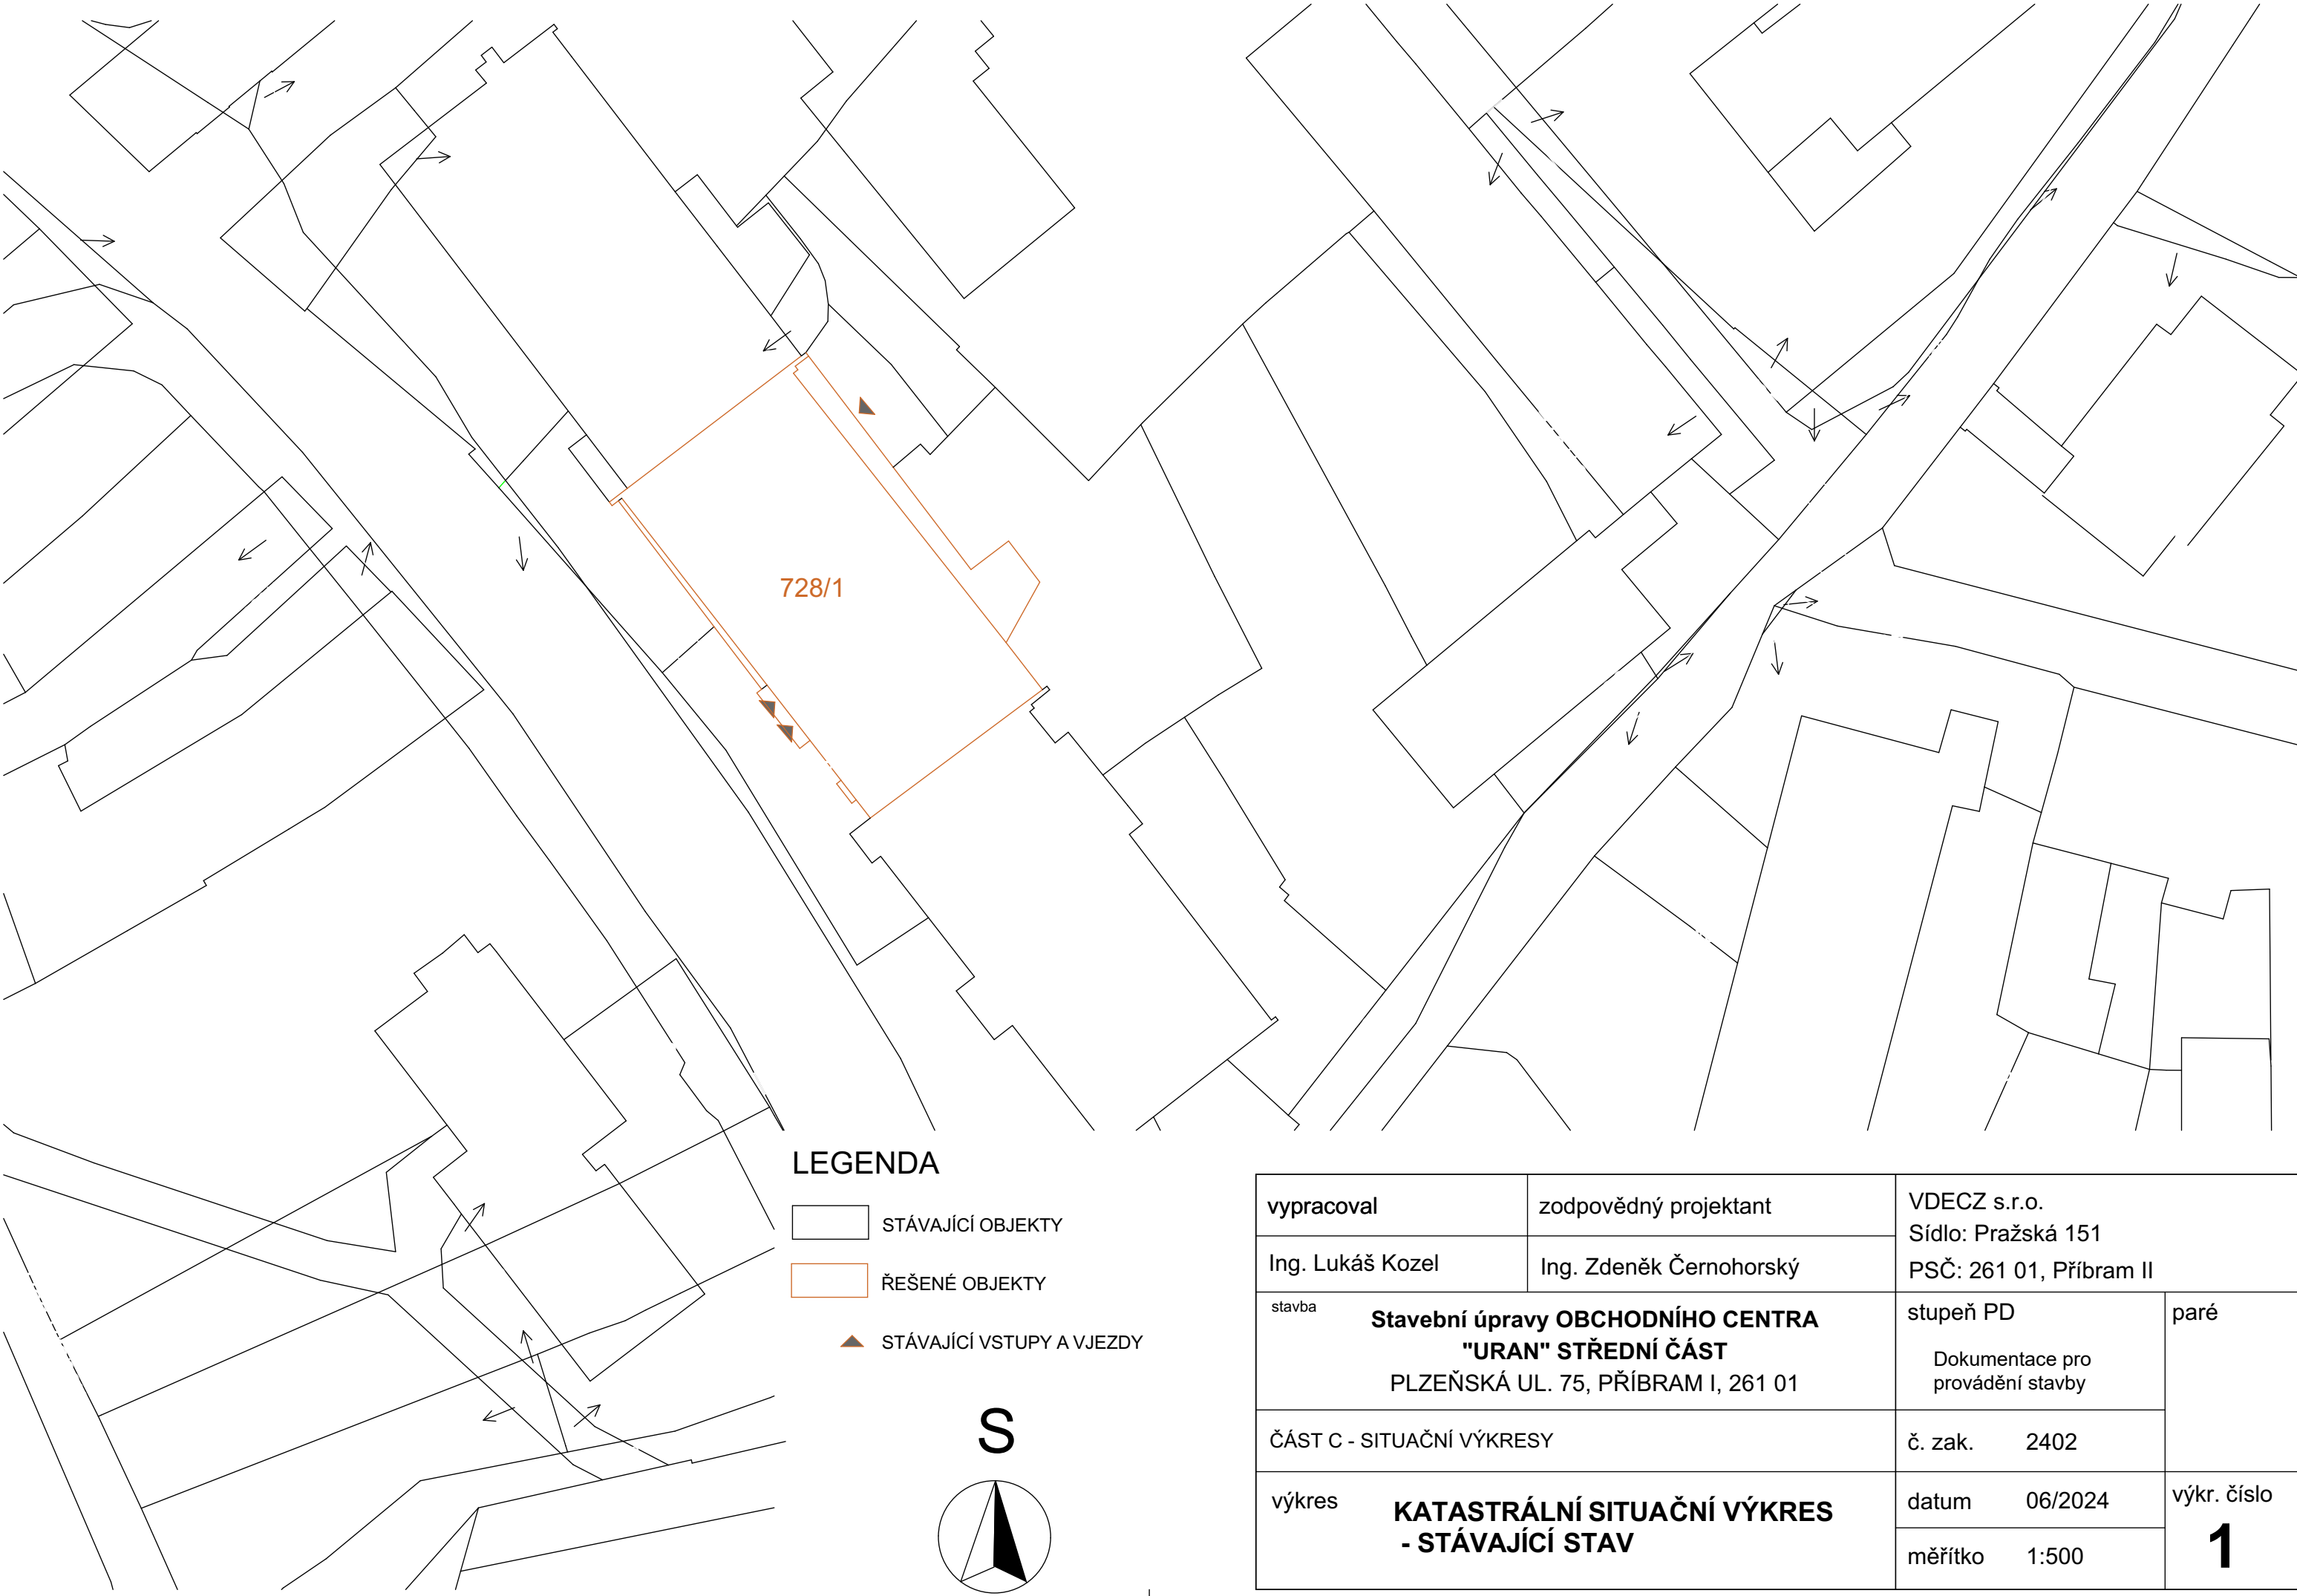 728/1
LEGENDA
STÁVAJÍCÍ OBJEKTY
ŘEŠENÉ OBJEKTY
STÁVAJÍCÍ VSTUPY A VJEZDY
S
vypracoval
zodpovědný projektant
VDECZ s.r.o.
Sídlo: Pražská 151
PSČ: 261 01, Příbram II
Ing. Lukáš Kozel
Ing. Zdeněk Černohorský
stavba
Stavební úpravy OBCHODNÍHO CENTRA
"URAN" STŘEDNÍ ČÁST
PLZEŇSKÁ UL. 75, PŘÍBRAM I, 261 01
stupeň PD
Dokumentace pro
provádění stavby
paré
ČÁST C - SITUAČNÍ VÝKRESY
č. zak. 2402
výkres
KATASTRÁLNÍ SITUAČNÍ VÝKRES
- STÁVAJÍCÍ STAV
datum 06/2024
měřítko 1:500
výkr. číslo
1